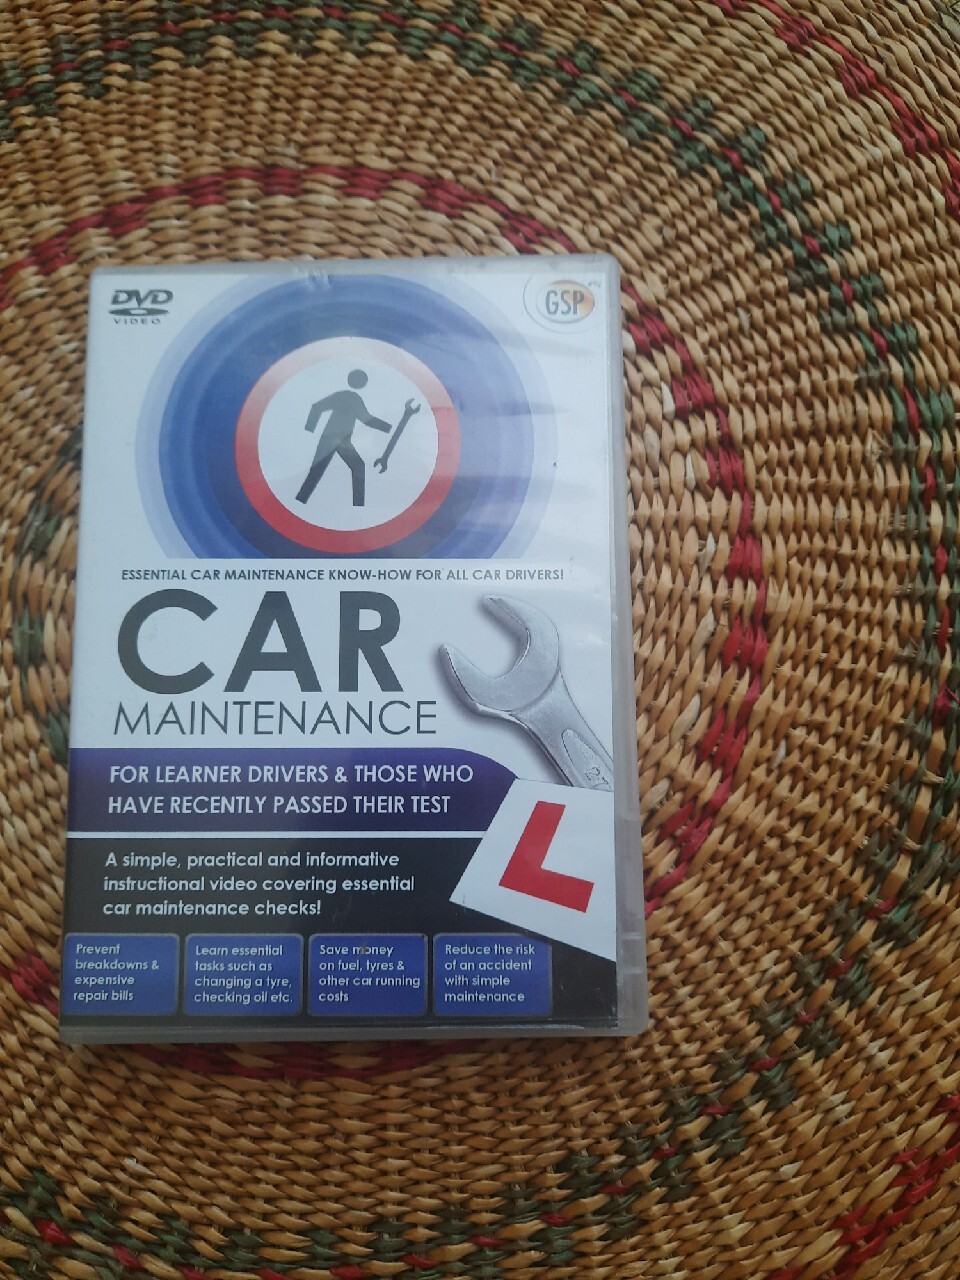 DVD
VIDEO
GSP
ESSENTIAL CAR MAINTENANCE KNOW-HOW FOR ALL CAR DRIVERS!
CAR
MAINTENANCE
FOR LEARNER DRIVERS & THOSE WHO
HAVE RECENTLY PASSED THEIR TEST
L
A simple, practical and informative
instructional video covering essential
car maintenance checks!
Prevent
breakdowns &
expensive
repair bills
Learn essential
tasks such as
changing a tyre,
checking oil etc.
Save money
on fuel, tyres &
other car running
costs
Reduce the risk
of an accident
with simple
maintenance